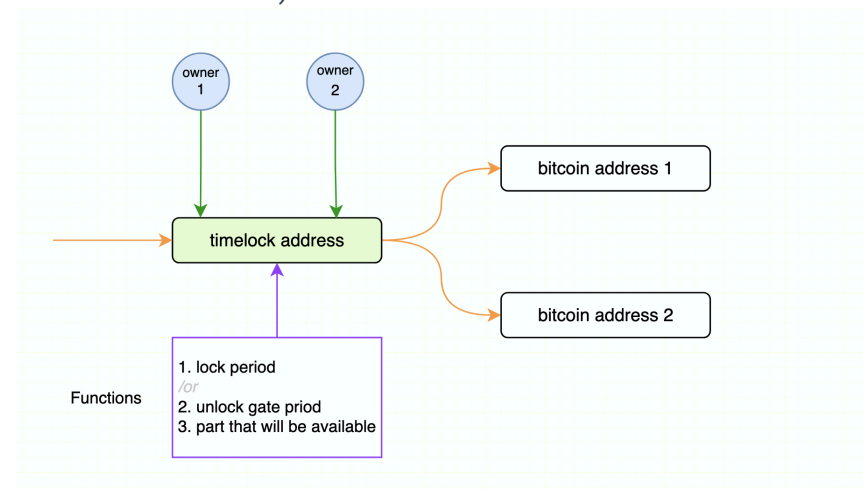 owner
1
owner
2
bitcoin address 1
timelock address
bitcoin address 2
Functions
1. lock period
/or
2. unlock gate priod
3. part that will be available